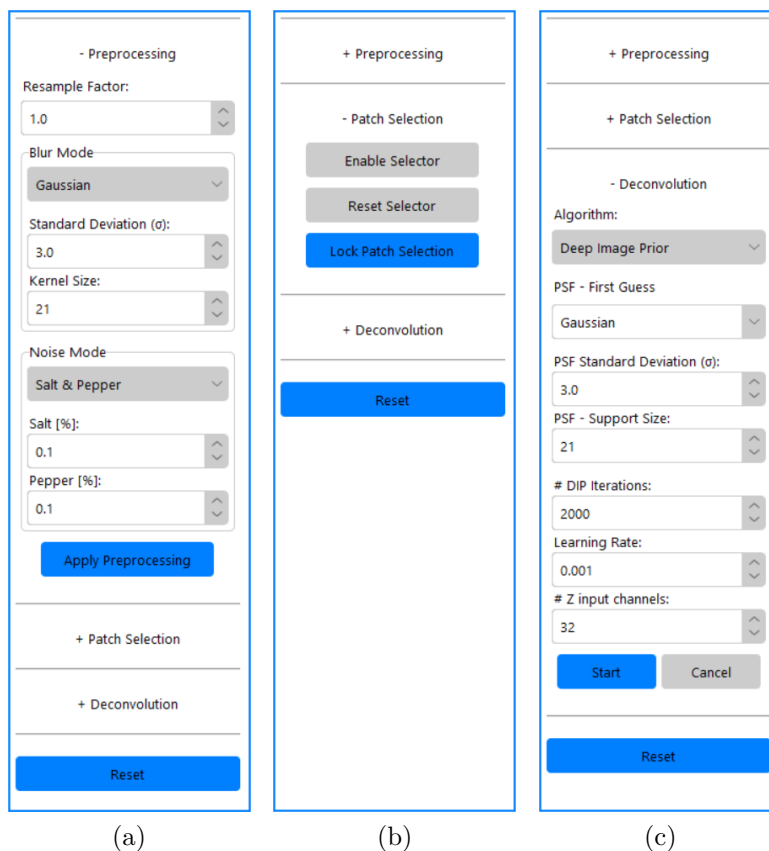 - Preprocessing
Resample Factor:
1.0
Blur Mode
Gaussian
Standard Deviation (σ):
3.0
Kernel Size:
21
Noise Mode
Salt & Pepper
Salt [%]:
0.1
Pepper [%]:
0.1
Apply Preprocessing
+ Patch Selection
+ Deconvolution
Reset
(a)
+ Preprocessing
- Patch Selection
Enable Selector
Reset Selector
Lock Patch Selection
+ Deconvolution
Reset
(b)
+ Preprocessing
+ Patch Selection
- Deconvolution
Algorithm:
Deep Image Prior
PSF - First Guess
Gaussian
PSF Standard Deviation (σ):
3.0
PSF - Support Size:
21
# DIP Iterations:
2000
Learning Rate:
0.001
# Z input channels:
32
Start Cancel
Reset
(c)